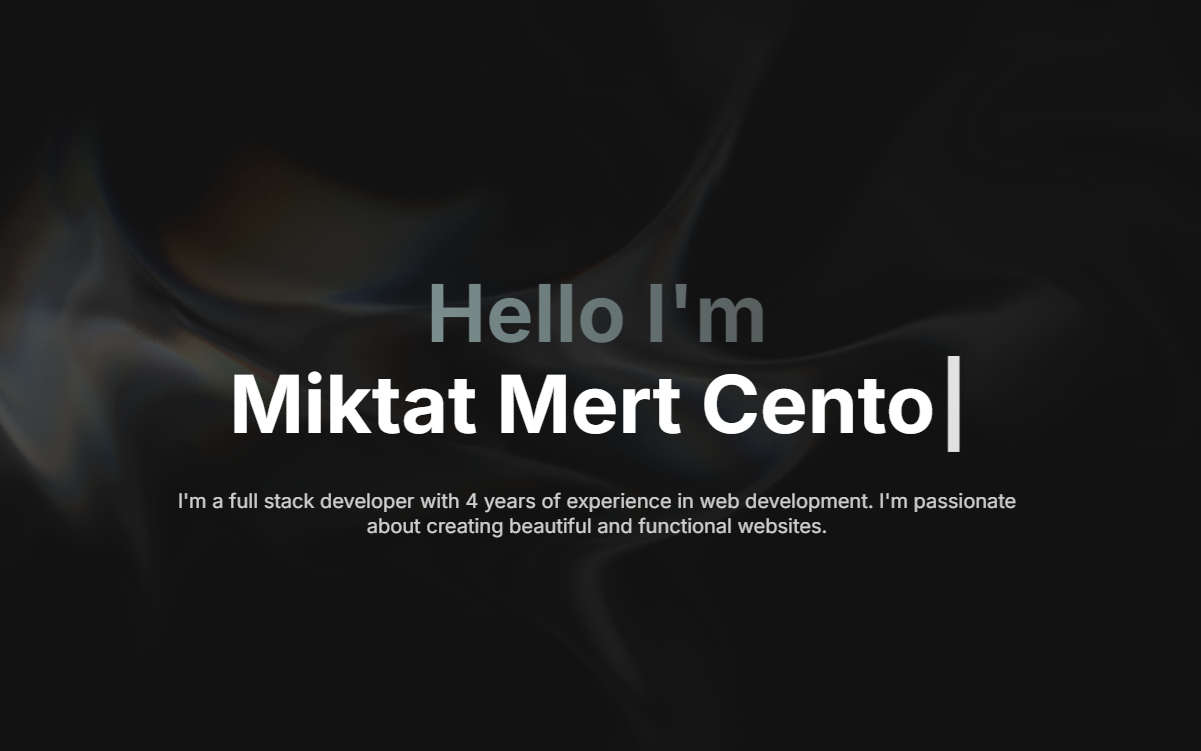 Hello I'm
Miktat Mert Cento
I'm a full stack developer with 4 years of experience in web development. I'm passionate
about creating beautiful and functional websites.